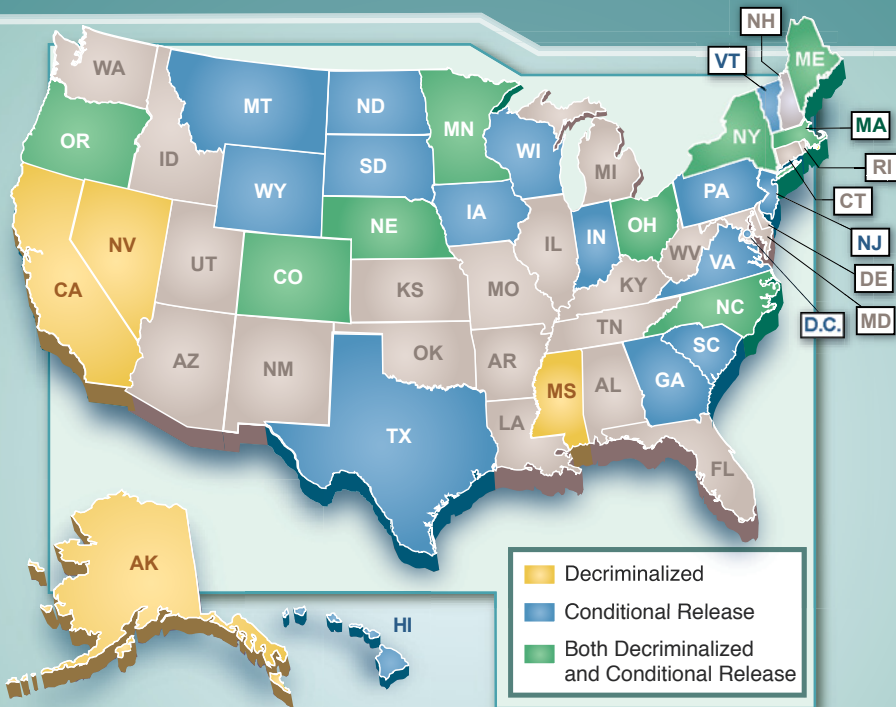 NH
WA
VT
ME
MT
ND
MN
OR
MA
NY
ID
WI
SD
MI
RI
WY
PA
CT
IA
NE
OH
NV
IN
IL
NJ
WV
UT
CO
VA
DE
CA
KS
MO
KY
NC
MD
D.C.
TN
SC
OK
AZ
AR
NM
GA
MS
AL
LA
TX
FL
AK
HI
Decriminalized
Conditional Release
Both Decriminalized
and Conditional Release